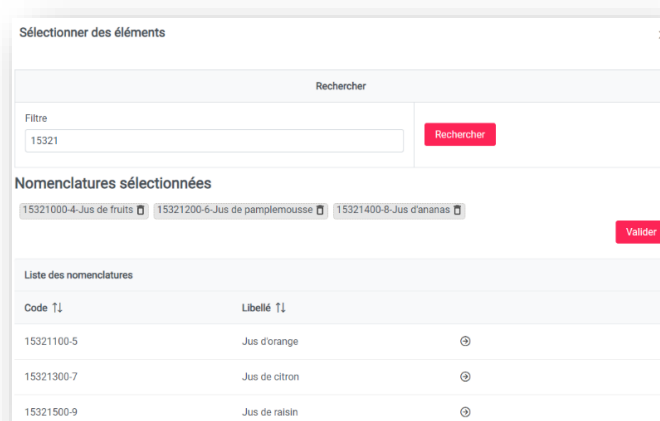 Sélectionner des éléments
Rechercher
Filtre
15321
Rechercher
Nomenclatures sélectionnées
15321000-4-Jus de fruits 15321200-6-Jus de pamplemousse 15321400-8-Jus d'ananas
Valider
Liste des nomenclatures
Code Libellé
15321100-5 Jus d'orange
15321300-7 Jus de citron
15321500-9 Jus de raisin